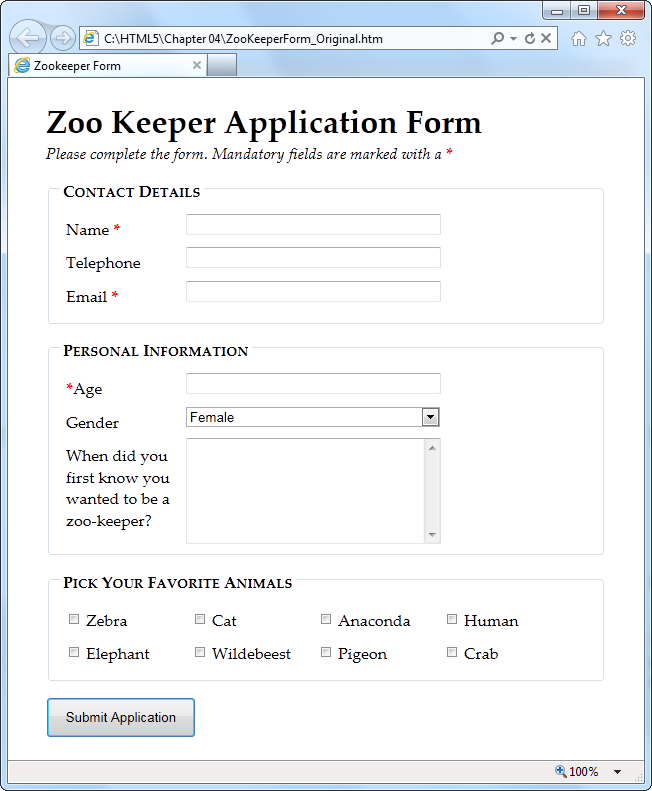 C:\HTML5\Chapter 04\ZooKeeperForm_Original.htm
Zookeeper Form
Zoo Keeper Application Form
Please complete the form. Mandatory fields are marked with a *
Contact Details
Name *
Telephone
Email *
Personal Information
*Age
Gender Female
When did you
first know you
wanted to be a
zoo-keeper?
Pick Your Favorite Animals
Zebra Cat Anaconda Human
Elephant Wildebeest Pigeon Crab
Submit Application
100%